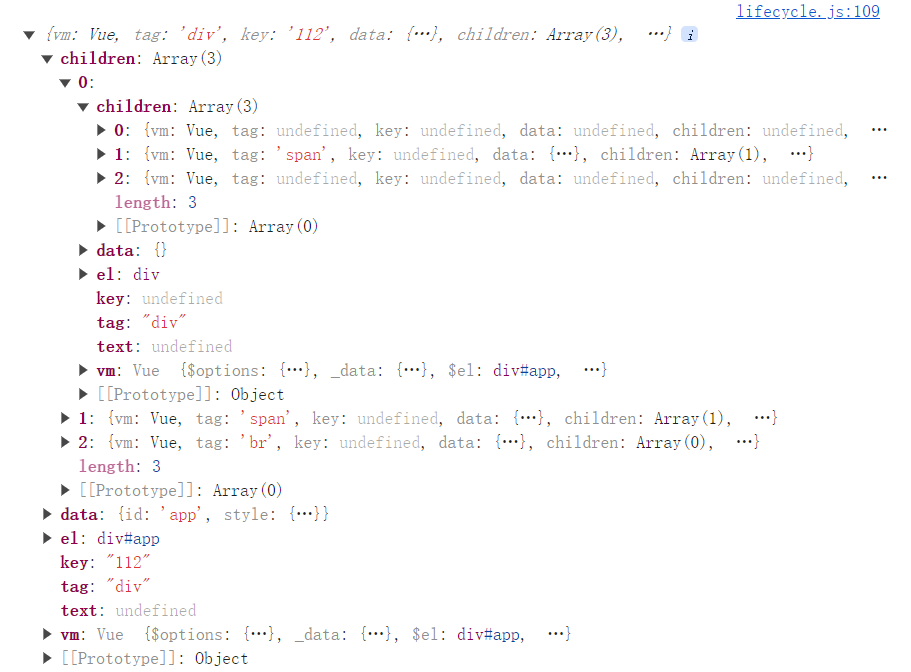 lifecycle.js:109
▼ {vm: Vue, tag: 'div', key: '112', data: {…}, children: Array(3), …} i
▼ children: Array(3)
▼ 0:
▼ children: Array(3)
▶ 0: {vm: Vue, tag: undefined, key: undefined, data: undefined, children: undefined, …
▶ 1: {vm: Vue, tag: 'span', key: undefined, data: {…}, children: Array(1), …}
▶ 2: {vm: Vue, tag: undefined, key: undefined, data: undefined, children: undefined, …
length: 3
▶ [[Prototype]]: Array(0)
▶ data: {}
▶ el: div
key: undefined
tag: "div"
text: undefined
▶ vm: Vue {$options: {…}, _data: {…}, $el: div#app, …}
▶ [[Prototype]]: Object
▶ 1: {vm: Vue, tag: 'span', key: undefined, data: {…}, children: Array(1), …}
▶ 2: {vm: Vue, tag: 'br', key: undefined, data: {…}, children: Array(0), …}
length: 3
▶ [[Prototype]]: Array(0)
▶ data: {id: 'app', style: {…}}
▶ el: div#app
key: "112"
tag: "div"
text: undefined
▶ vm: Vue {$options: {…}, _data: {…}, $el: div#app, …}
▶ [[Prototype]]: Object